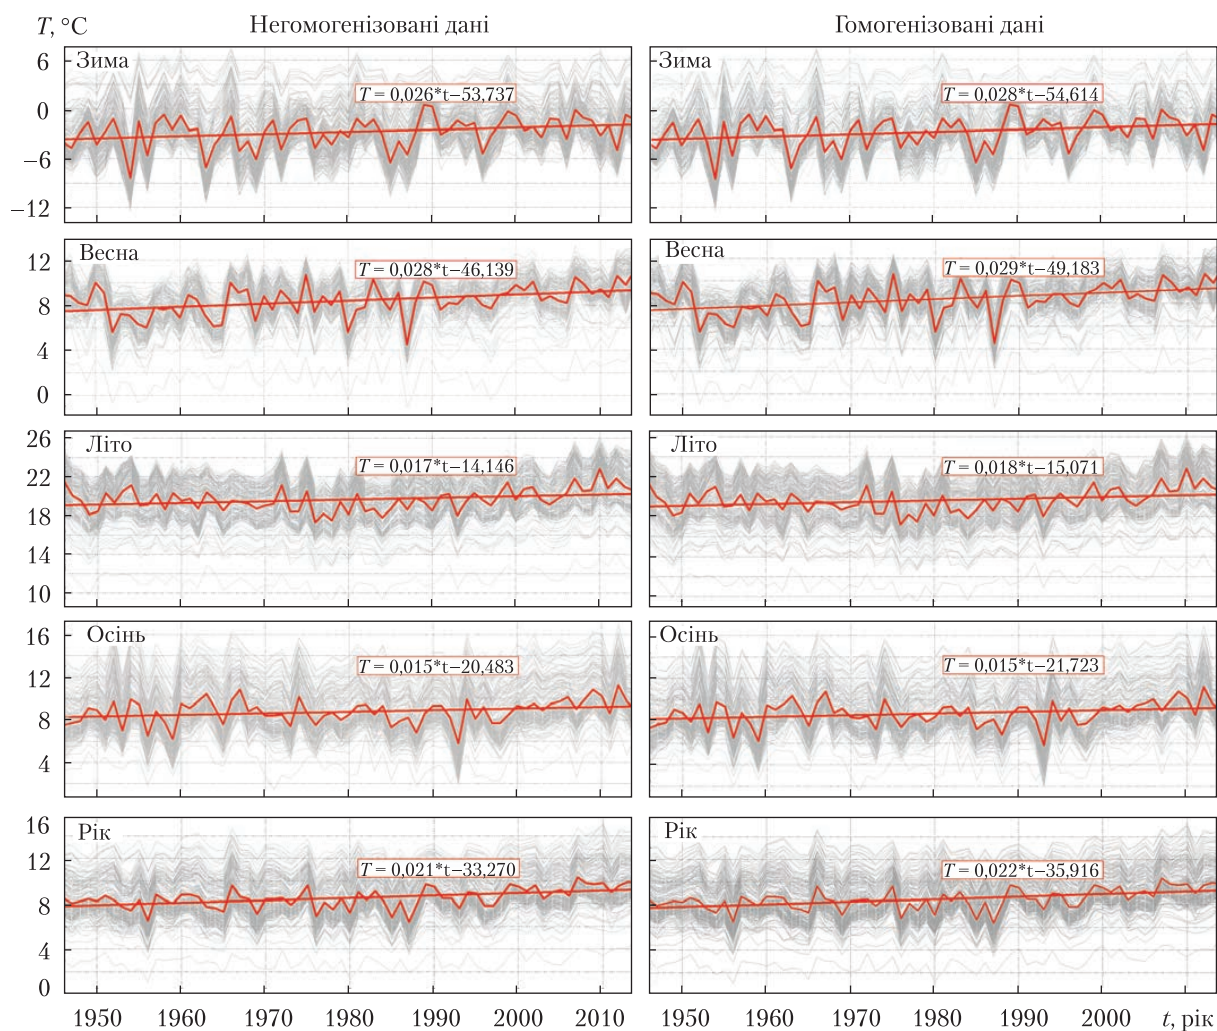 T, °C
Негомогенізовані дані
Гомогенізовані дані
Зима
T = 0,026*t–53,737
6
0
–6
–12
Зима
T = 0,028*t–54,614
Весна
T = 0,028*t–46,139
12
8
4
0
Весна
T = 0,029*t–49,183
Літо
T = 0,017*t–14,146
26
22
18
14
10
Літо
T = 0,018*t–15,071
Осінь
T = 0,015*t–20,483
16
12
8
4
Осінь
T = 0,015*t–21,723
Рік
T = 0,021*t–33,270
16
12
8
4
0
Рік
T = 0,022*t–35,916
1950 1960 1970 1980 1990 2000 2010
1950 1960 1970 1980 1990 2000 t, рік